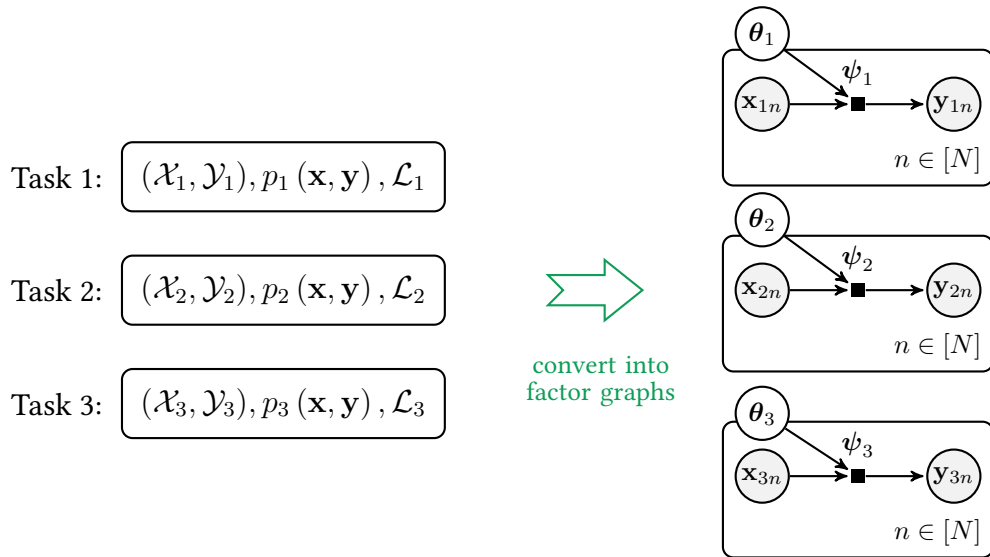 Task 1: (𝒳₁, 𝒴₁), p₁ (𝐱, 𝐲) , ℒ₁
Task 2: (𝒳₂, 𝒴₂), p₂ (𝐱, 𝐲) , ℒ₂
Task 3: (𝒳₃, 𝒴₃), p₃ (𝐱, 𝐲) , ℒ₃
convert into
factor graphs
𝜽₁
𝝍₁
𝐱₁ₙ 𝐲₁ₙ
n ∈ [N]
𝜽₂
𝝍₂
𝐱₂ₙ 𝐲₂ₙ
n ∈ [N]
𝜽₃
𝝍₃
𝐱₃ₙ 𝐲₃ₙ
n ∈ [N]